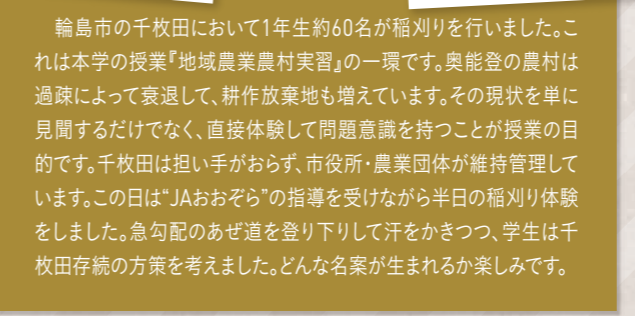 輪島市の千枚田において1年生約60名が稲刈りを行いました。こ
れは本学の授業『地域農業農村実習』の一環です。奥能登の農村は
過疎によって衰退して、耕作放棄地も増えています。その現状を単に
見聞するだけでなく、直接体験して問題意識を持つことが授業の目
的です。千枚田は担い手がおらず、市役所・農業団体が維持管理して
います。この日は“JAおおぞら”の指導を受けながら半日の稲刈り体験
をしました。急勾配のあぜ道を登り下りして汗をかきつつ、学生は千
枚田存続の方策を考えました。どんな名案が生まれるか楽しみです。